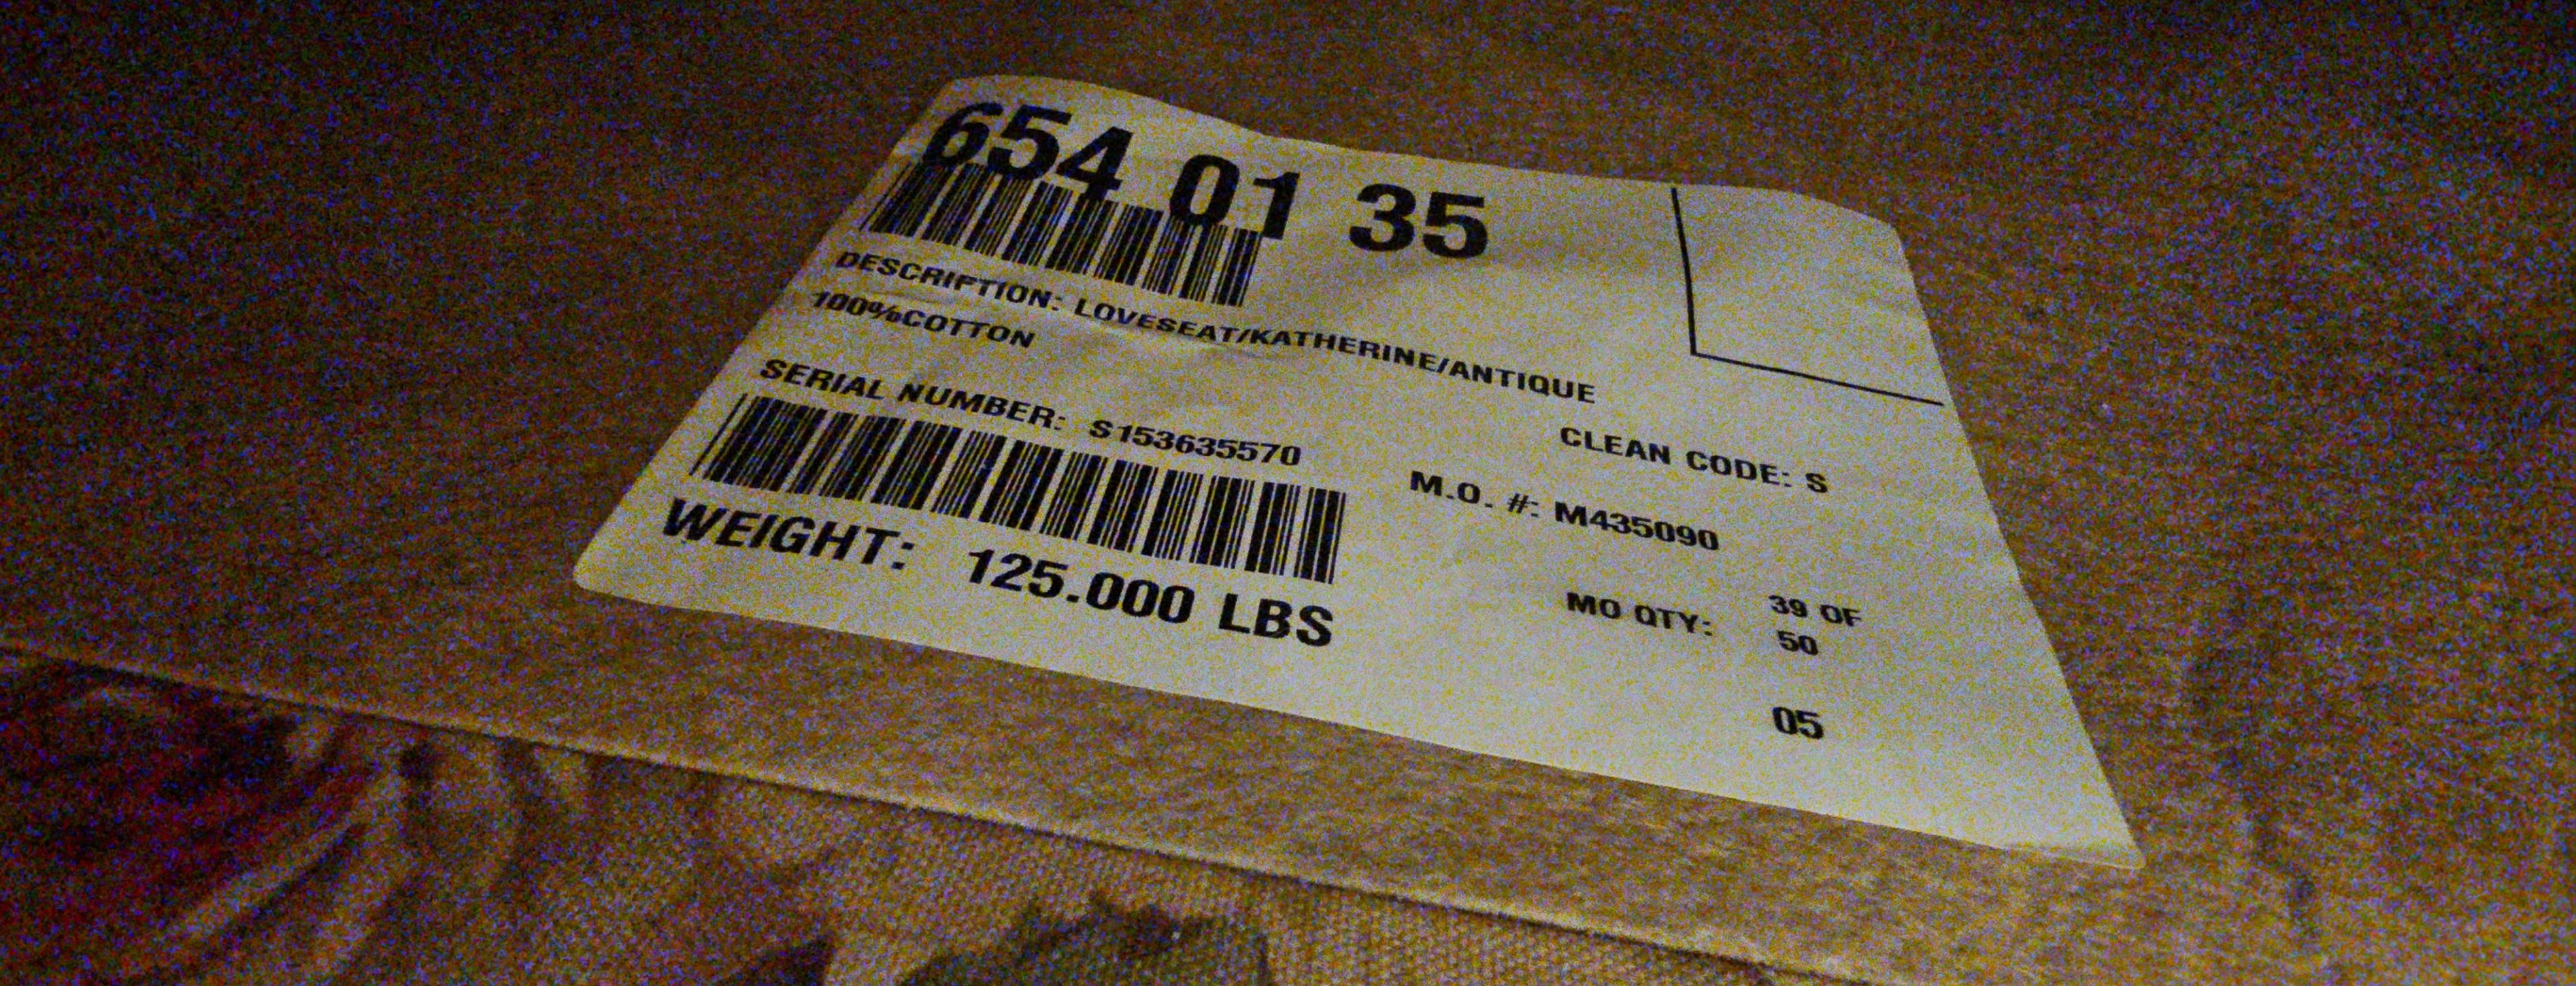 654 01 35
DESCRIPTION: LOVESEAT/KATHERINE/ANTIQUE
100%COTTON
CLEAN CODE: S
SERIAL NUMBER: S153635570
M.O. #: M435090
WEIGHT: 125.000 LBS
MO QTY: 39 OF
50
05